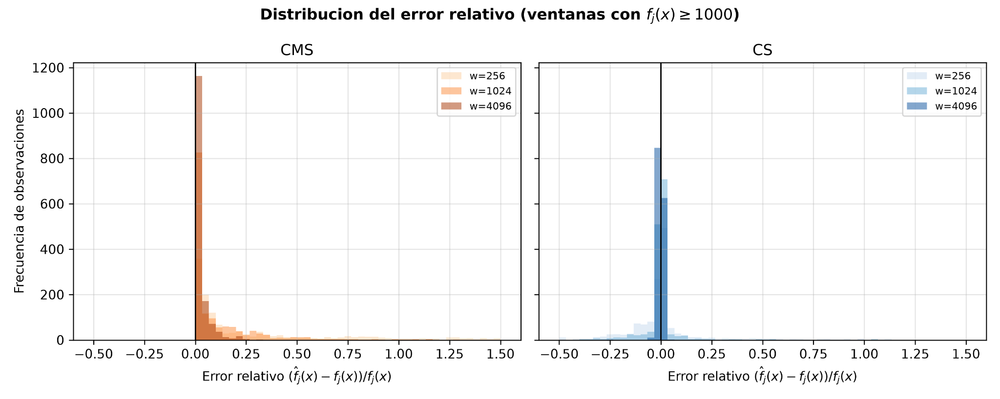 Distribucion del error relativo (ventanas con $f_j(x) \geq 1000$)
CMS
1200
1000
800
600
400
200
0
Frecuencia de observaciones
w=256
w=1024
w=4096
−0.50 −0.25 0.00 0.25 0.50 0.75 1.00 1.25 1.50
Error relativo $(\hat{f}_j(x) - f_j(x))/f_j(x)$
CS
w=256
w=1024
w=4096
−0.50 −0.25 0.00 0.25 0.50 0.75 1.00 1.25 1.50
Error relativo $(\hat{f}_j(x) - f_j(x))/f_j(x)$